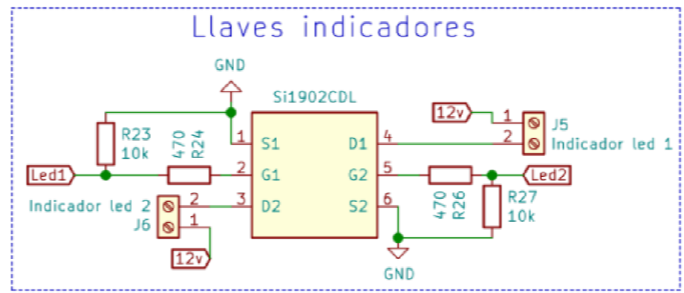 Llaves indicadores
GND
Si1902CDL
R23
10k
470
R24
Led1
1 S1
2 G1
3 D2
D1 4
G2 5
S2 6
12v
1
2
J5
Indicador led 1
470
R26
Led2
R27
10k
Indicador led 2
J6
2
1
12v
GND